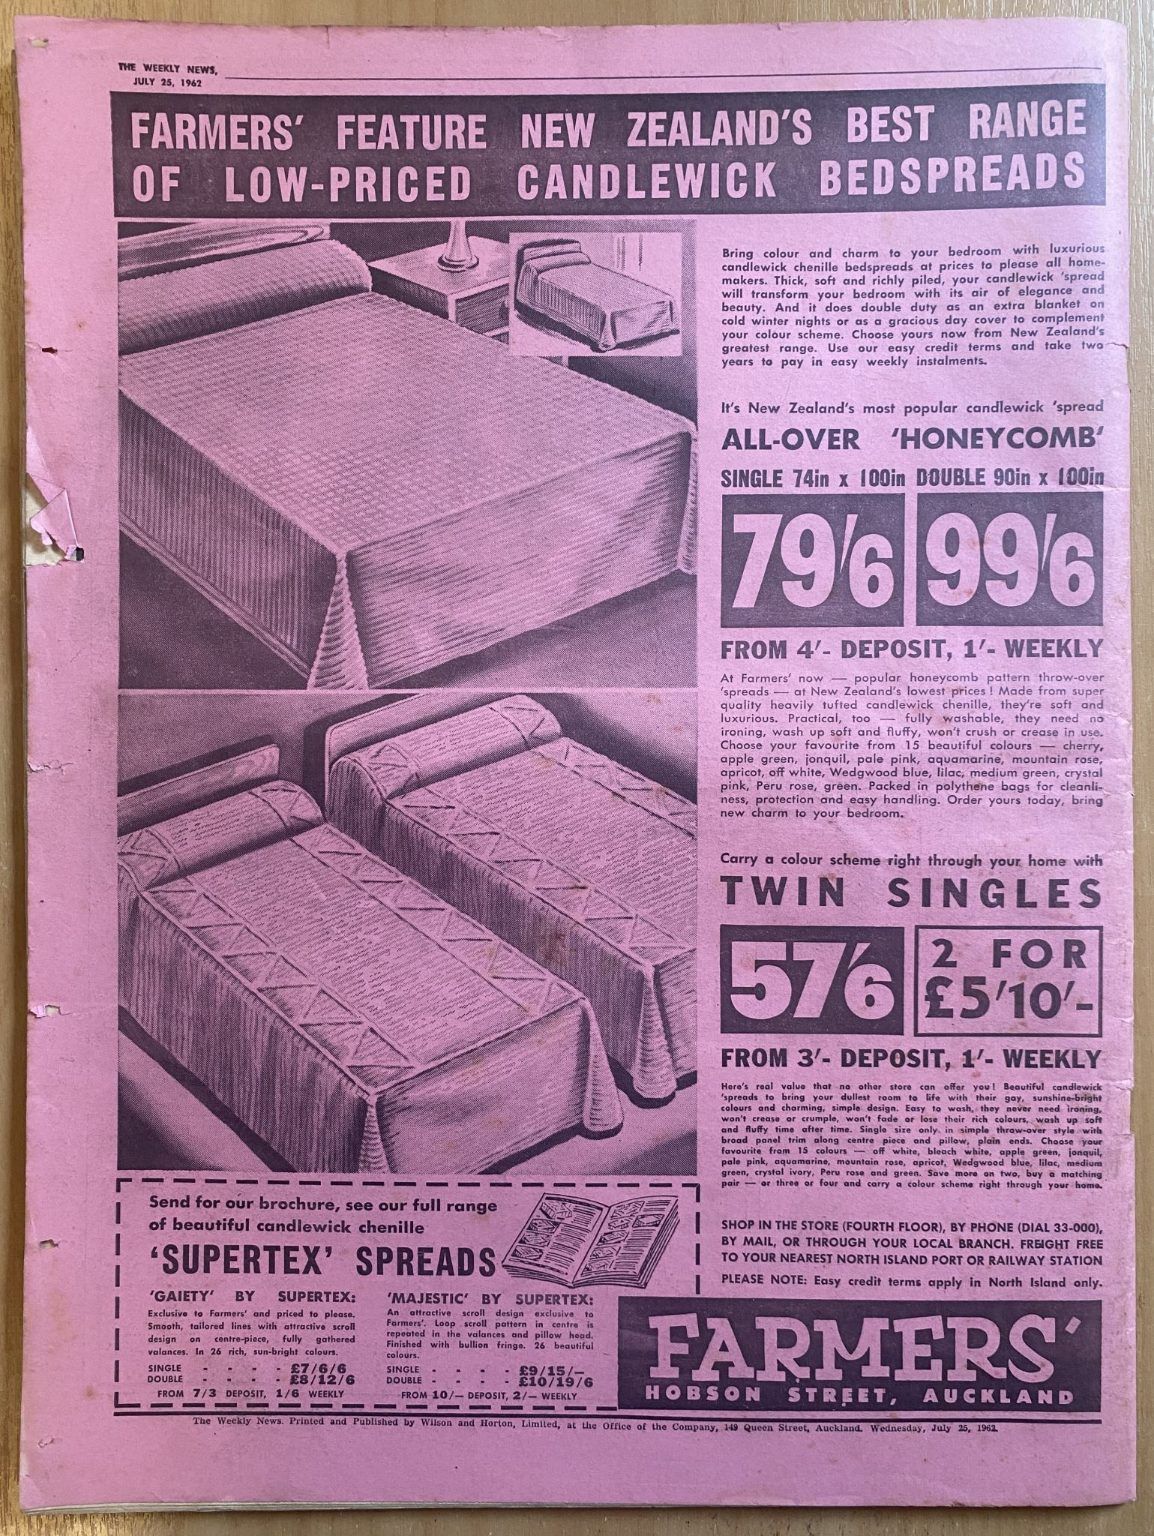 THE WEEKLY NEWS,
JULY 25, 1962
FARMERS' FEATURE NEW ZEALAND'S BEST RANGE
OF LOW-PRICED CANDLEWICK BEDSPREADS
Bring colour and charm to your bedroom with luxurious
candlewick chenille bedspreads at prices to please all home-
makers. Thick, soft and richly piled, your candlewick 'spread
will transform your bedroom with its air of elegance and
beauty. And it does double duty as an extra blanket on
cold winter nights or as a gracious day cover to complement
your colour scheme. Choose yours now from New Zealand's
greatest range. Use our easy credit terms and take two
years to pay in easy weekly instalments.
It's New Zealand's most popular candlewick 'spread
ALL-OVER 'HONEYCOMB'
SINGLE 74in x 100in DOUBLE 90in x 100in
79/6 99/6
FROM 4/- DEPOSIT, 1/- WEEKLY
At Farmers' now — popular honeycomb pattern throw-over
'spreads — at New Zealand's lowest prices! Made from super
quality heavily tufted candlewick chenille, they're soft and
luxurious. Practical, too — fully washable, they need no
ironing, wash up soft and fluffy, won't crush or crease in use.
Choose your favourite from 15 beautiful colours — cherry,
apple green, jonquil, pale pink, aquamarine, mountain rose,
apricot, off white, Wedgwood blue, lilac, medium green, crystal
pink, Peru rose, green. Packed in polythene bags for cleanli-
ness, protection and easy handling. Order yours today, bring
new charm to your bedroom.
Carry a colour scheme right through your home with
TWIN SINGLES
57/6 2 FOR
£5/10/-
FROM 3/- DEPOSIT, 1/- WEEKLY
Here's real value that no other store can offer you! Beautiful candlewick
'spreads to bring your dullest room to life with their gay, sunshine-bright
colours and charming, simple design. Easy to wash, they never need ironing,
won't crease or crumple, won't fade or lose their rich colours, wash up soft
and fluffy time after time. Single size only in simple throw-over style with
broad panel trim along centre piece and pillow, plain ends. Choose your
favourite from 15 colours — off white, bleach white, apple green, jonquil,
pale pink, aquamarine, mountain rose, apricot, Wedgwood blue, lilac, medium
green, crystal ivory, Peru rose and green. Save more on two, buy a matching
pair — or three or four and carry a colour scheme right through your home.
SHOP IN THE STORE (FOURTH FLOOR), BY PHONE (DIAL 33-000),
BY MAIL, OR THROUGH YOUR LOCAL BRANCH. FREIGHT FREE
TO YOUR NEAREST NORTH ISLAND PORT OR RAILWAY STATION
PLEASE NOTE: Easy credit terms apply in North Island only.
Send for our brochure, see our full range
of beautiful candlewick chenille
'SUPERTEX' SPREADS
'GAIETY' BY SUPERTEX:
Exclusive to Farmers' and priced to please.
Smooth, tailored lines with attractive scroll
design on centre-piece, fully gathered
valances. In 26 rich, sun-bright colours.
SINGLE - - - - £7/6/6
DOUBLE - - - - £8/12/6
FROM 7/3 DEPOSIT, 1/6 WEEKLY
'MAJESTIC' BY SUPERTEX:
An attractive scroll design exclusive to
Farmers'. Loop scroll pattern in centre is
repeated in the valances and pillow head.
Finished with bullion fringe. 26 beautiful
colours.
SINGLE - - - - £9/15/-
DOUBLE - - - - £10/19/6
FROM 10/- DEPOSIT, 2/- WEEKLY
FARMERS'
HOBSON STREET, AUCKLAND
The Weekly News. Printed and Published by Wilson and Horton, Limited, at the Office of the Company, 149 Queen Street, Auckland. Wednesday, July 25, 1962.